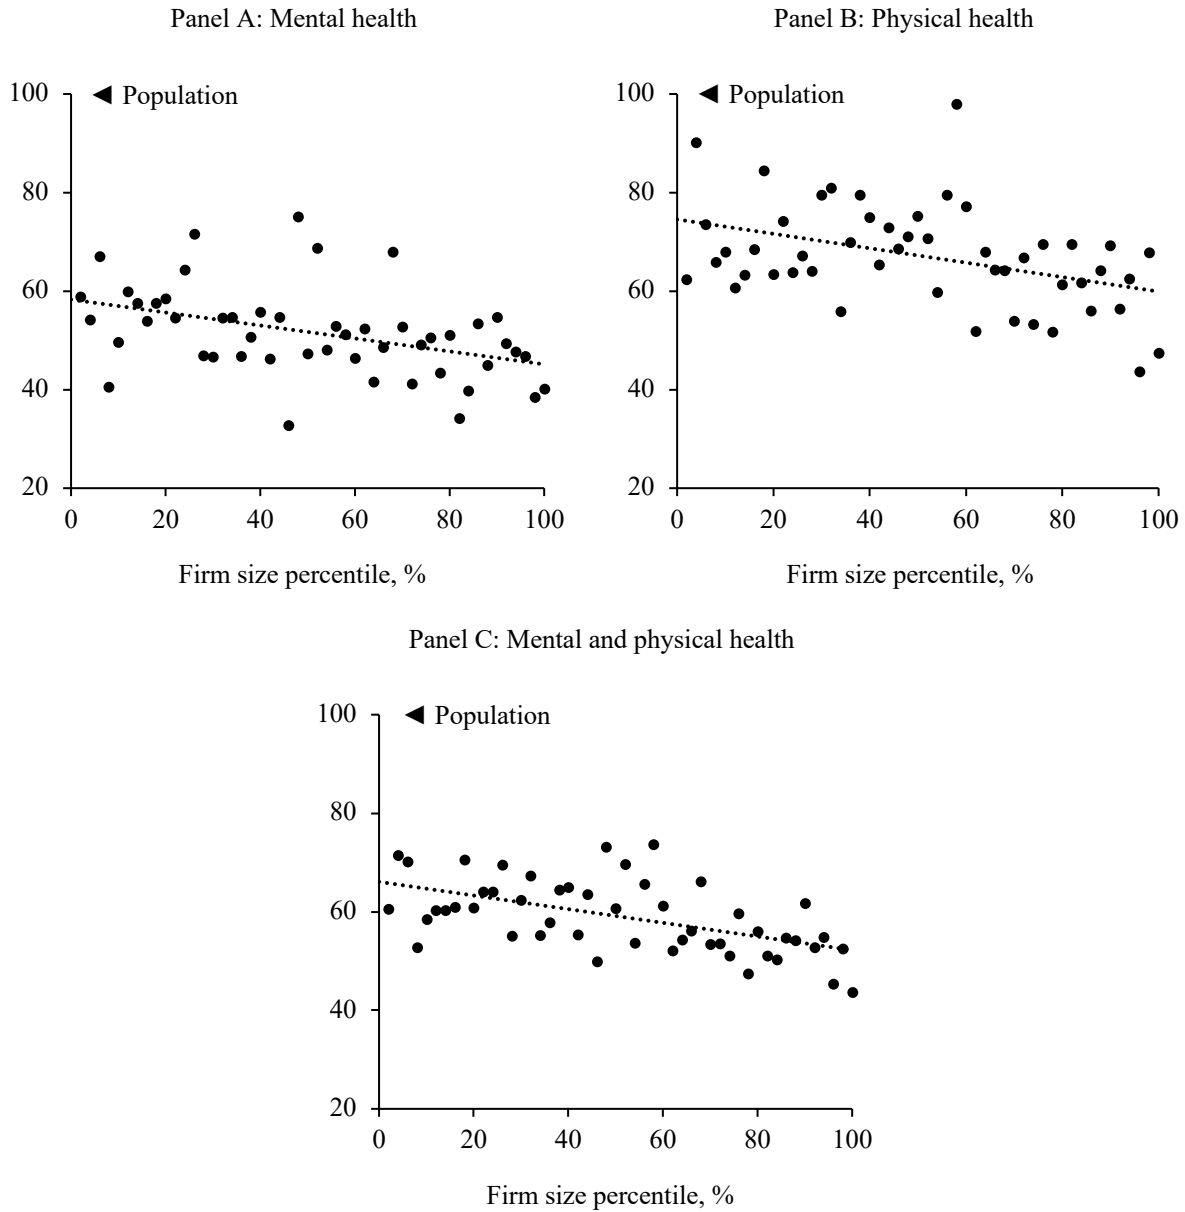 Panel A: Mental health
100
◄ Population
80
60
40
20
0 20 40 60 80 100
Firm size percentile, %
Panel B: Physical health
100
◄ Population
80
60
40
20
0 20 40 60 80 100
Firm size percentile, %
Panel C: Mental and physical health
100
◄ Population
80
60
40
20
0 20 40 60 80 100
Firm size percentile, %